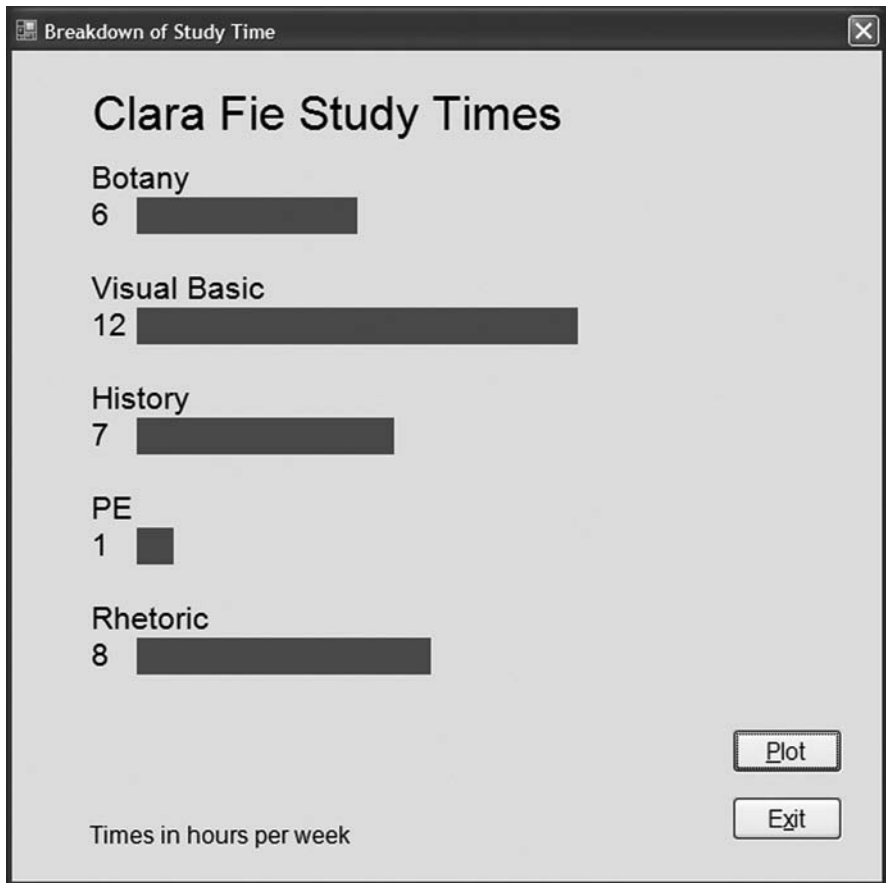 Breakdown of Study Time
Clara Fie Study Times
Botany
6
Visual Basic
12
History
7
PE
1
Rhetoric
8
Plot
Exit
Times in hours per week